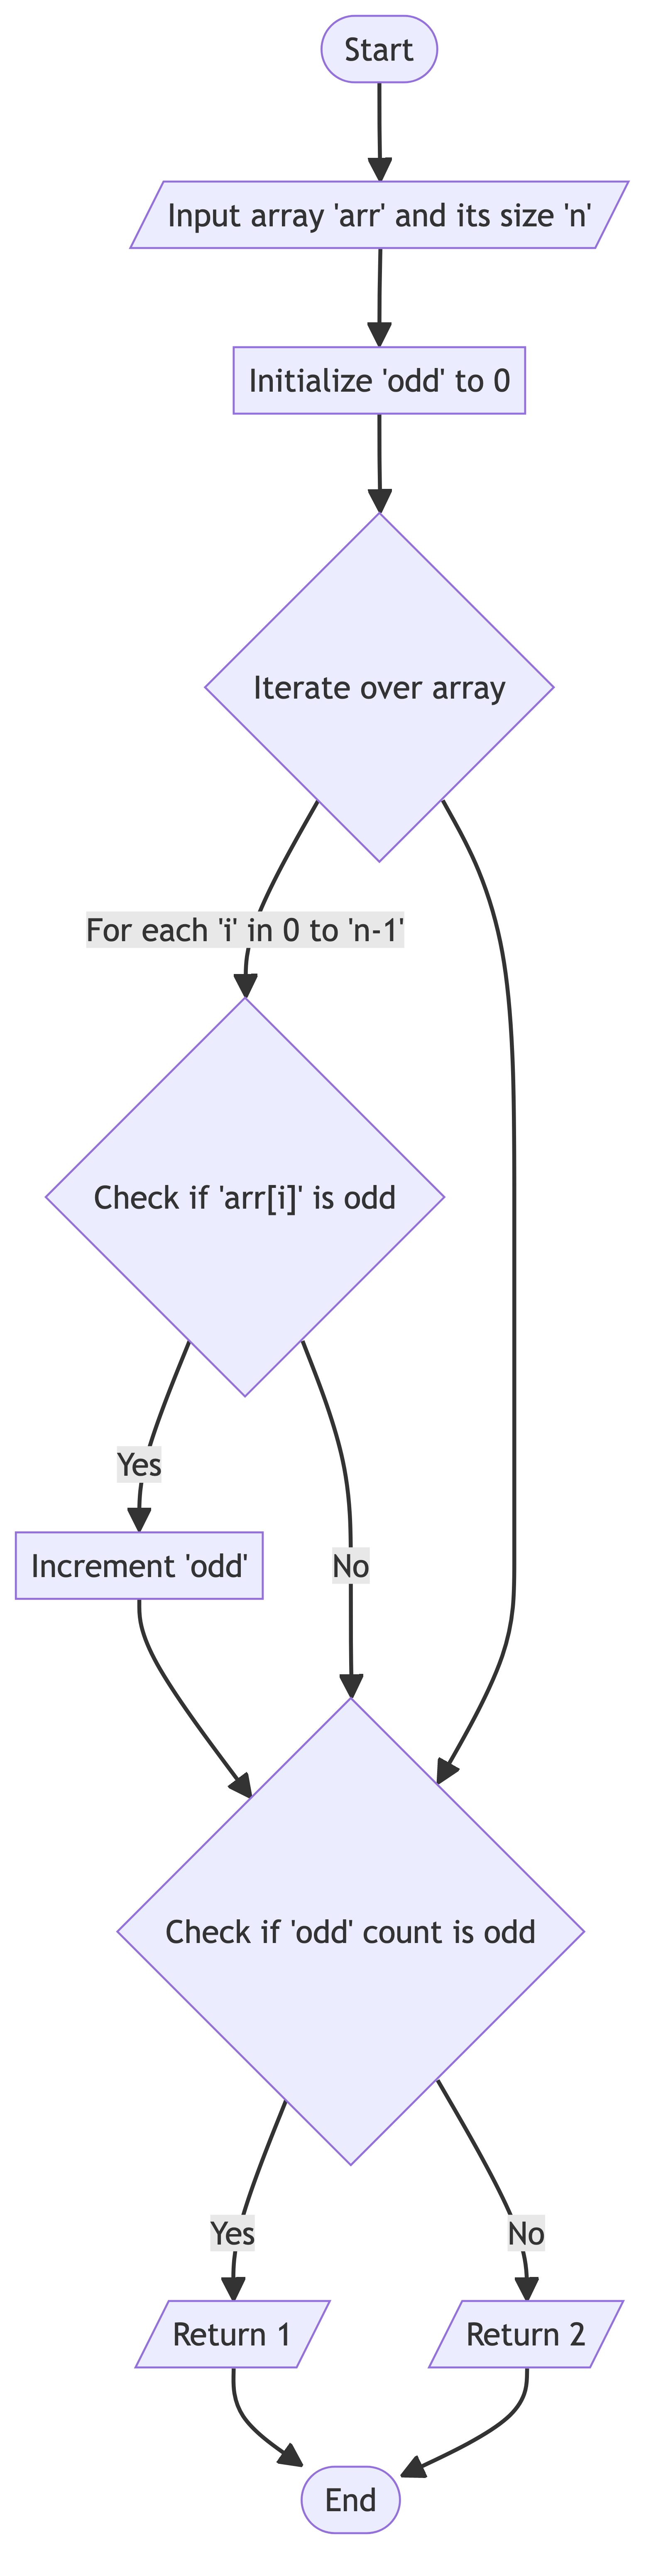 Start
Input array 'arr' and its size 'n'
Initialize 'odd' to 0
Iterate over array
For each 'i' in 0 to 'n-1'
Check if 'arr[i]' is odd
Yes
Increment 'odd'
No
Check if 'odd' count is odd
Yes
No
Return 1
Return 2
End